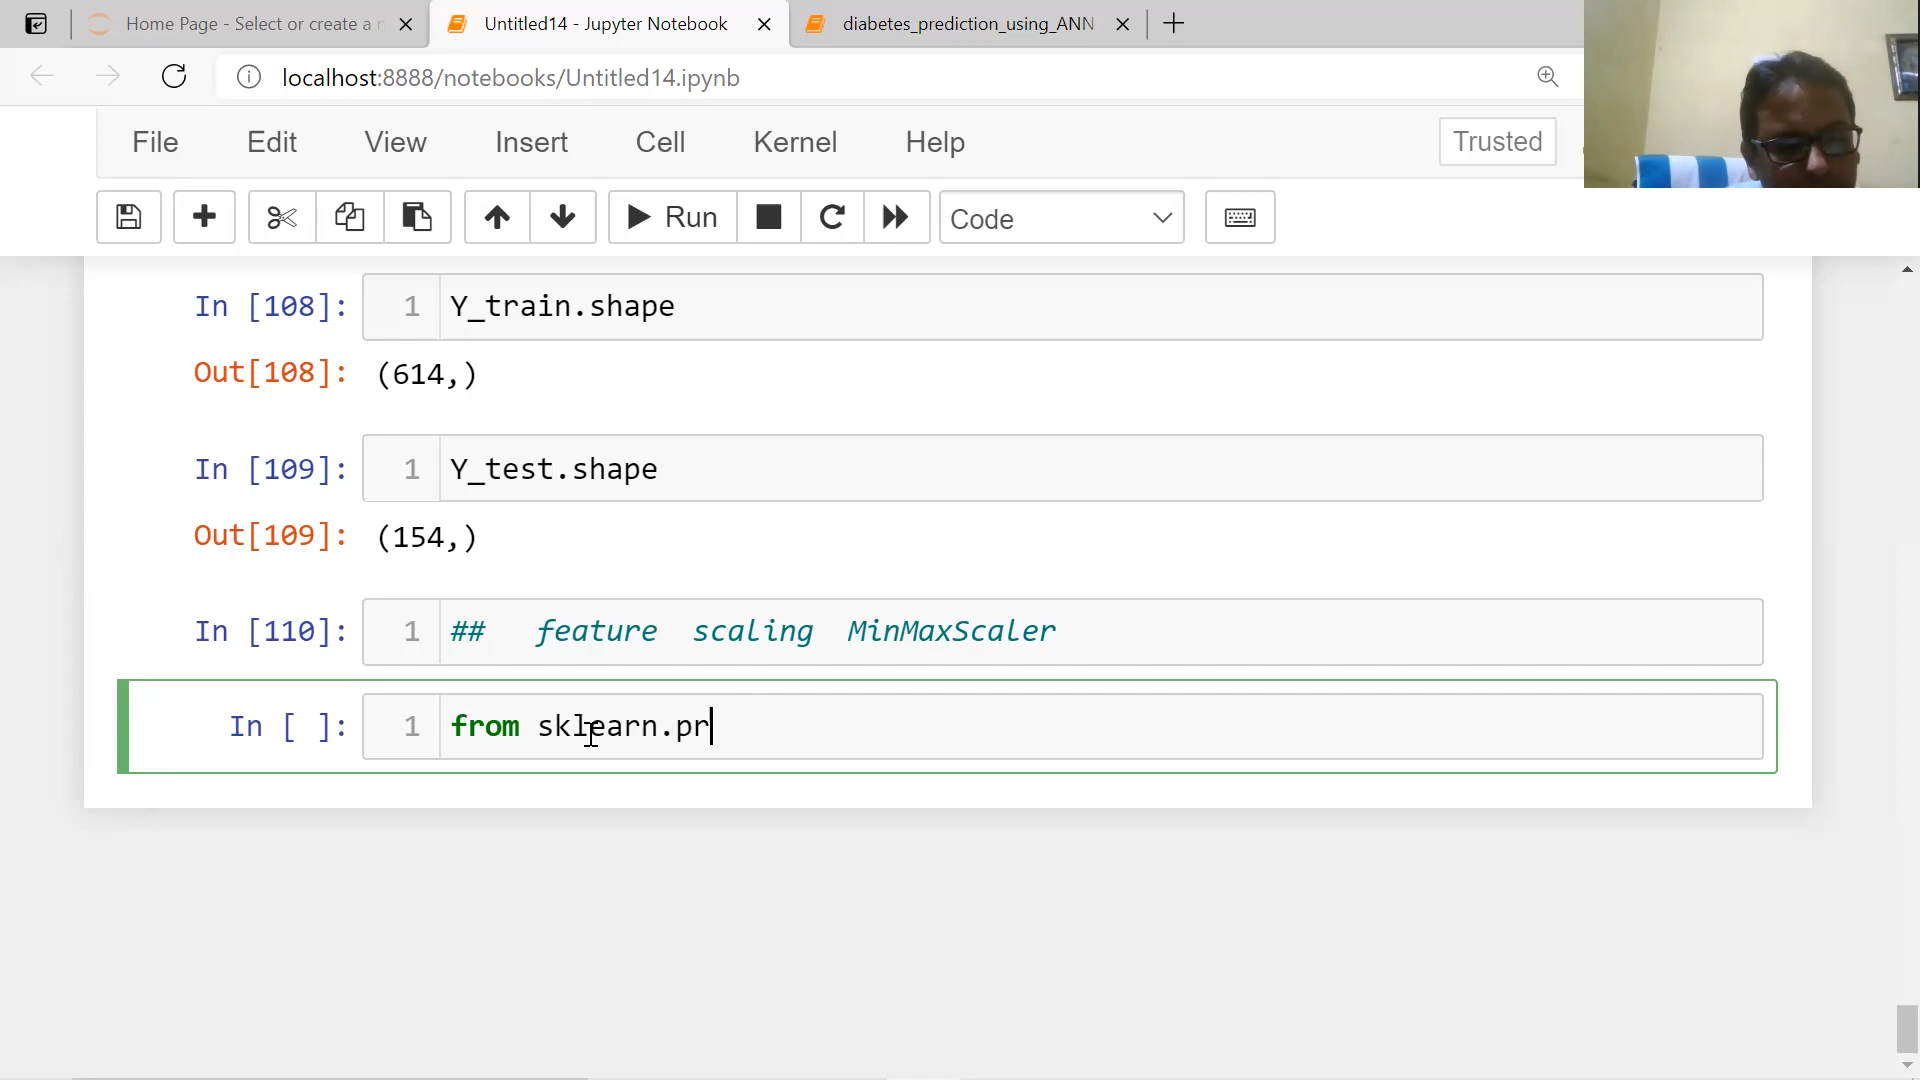 Home Page - Select or create a n
Untitled14 - Jupyter Notebook
diabetes_prediction_using_ANN
localhost:8888/notebooks/Untitled14.ipynb
File Edit View Insert Cell Kernel Help Trusted
Run Code
In [108]: 1 Y_train.shape
Out[108]: (614,)
In [109]: 1 Y_test.shape
Out[109]: (154,)
In [110]: 1 ## feature scaling MinMaxScaler
In [ ]: 1 from sklearn.pr